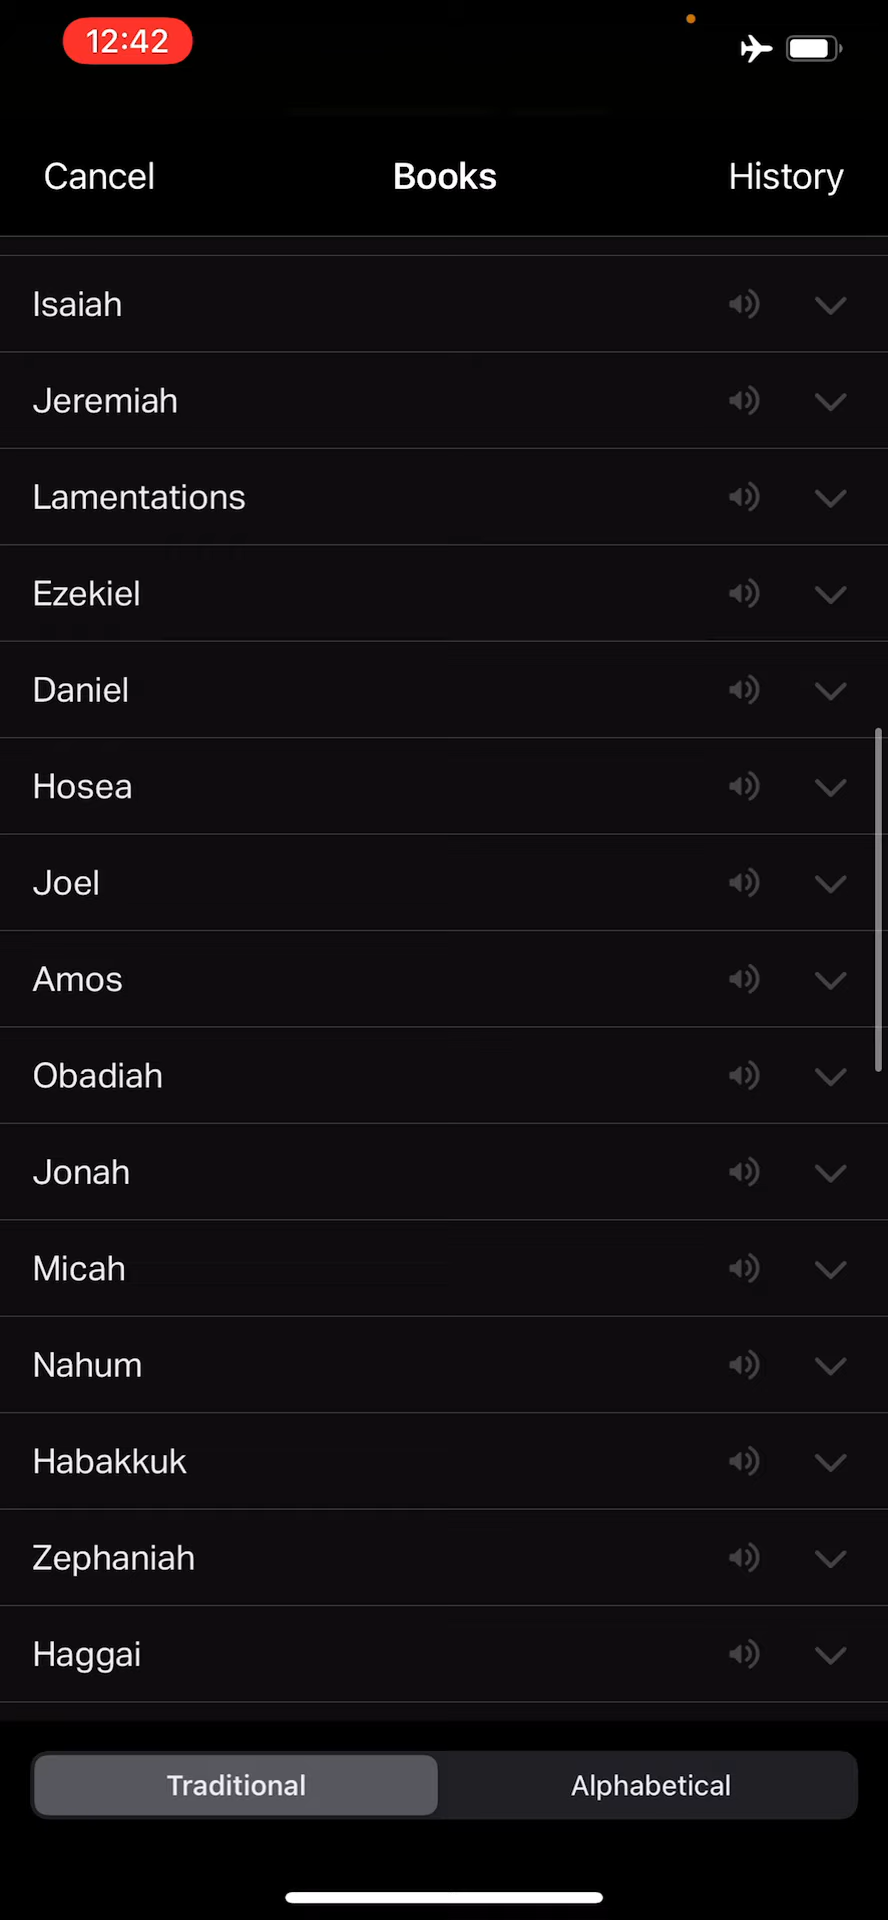 12:42
Cancel Books History
Isaiah
Jeremiah
Lamentations
Ezekiel
Daniel
Hosea
Joel
Amos
Obadiah
Jonah
Micah
Nahum
Habakkuk
Zephaniah
Haggai
Traditional Alphabetical